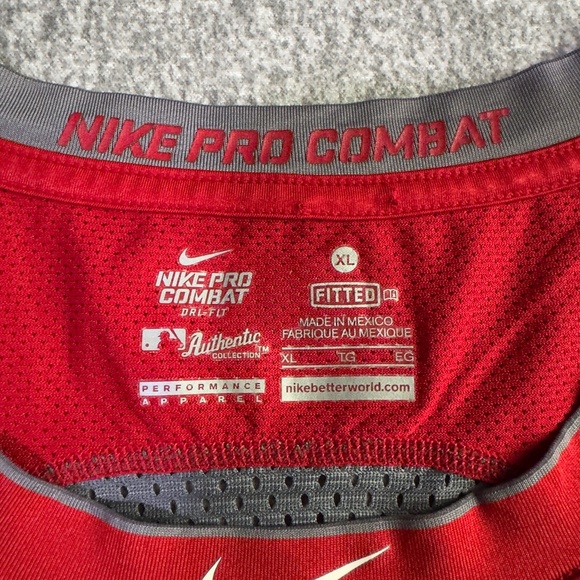 NIKE PRO COMBAT
NIKE PRO
COMBAT
DRI-FIT
Authentic
COLLECTION™
PERFORMANCE
APPAREL
XL
FITTED
MADE IN MEXICO
FABRIQUE AU MEXIQUE
XL TG EG
nikebetterworld.com